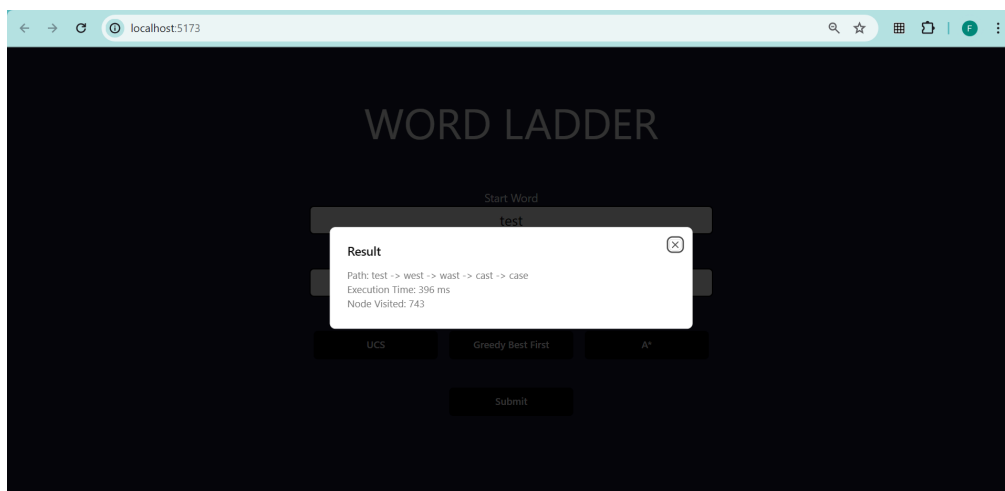 localhost:5173
F
WORD LADDER
Start Word
test
Result
Path: test -> west -> wast -> cast -> case
Execution Time: 396 ms
Node Visited: 743
UCS Greedy Best First A*
Submit